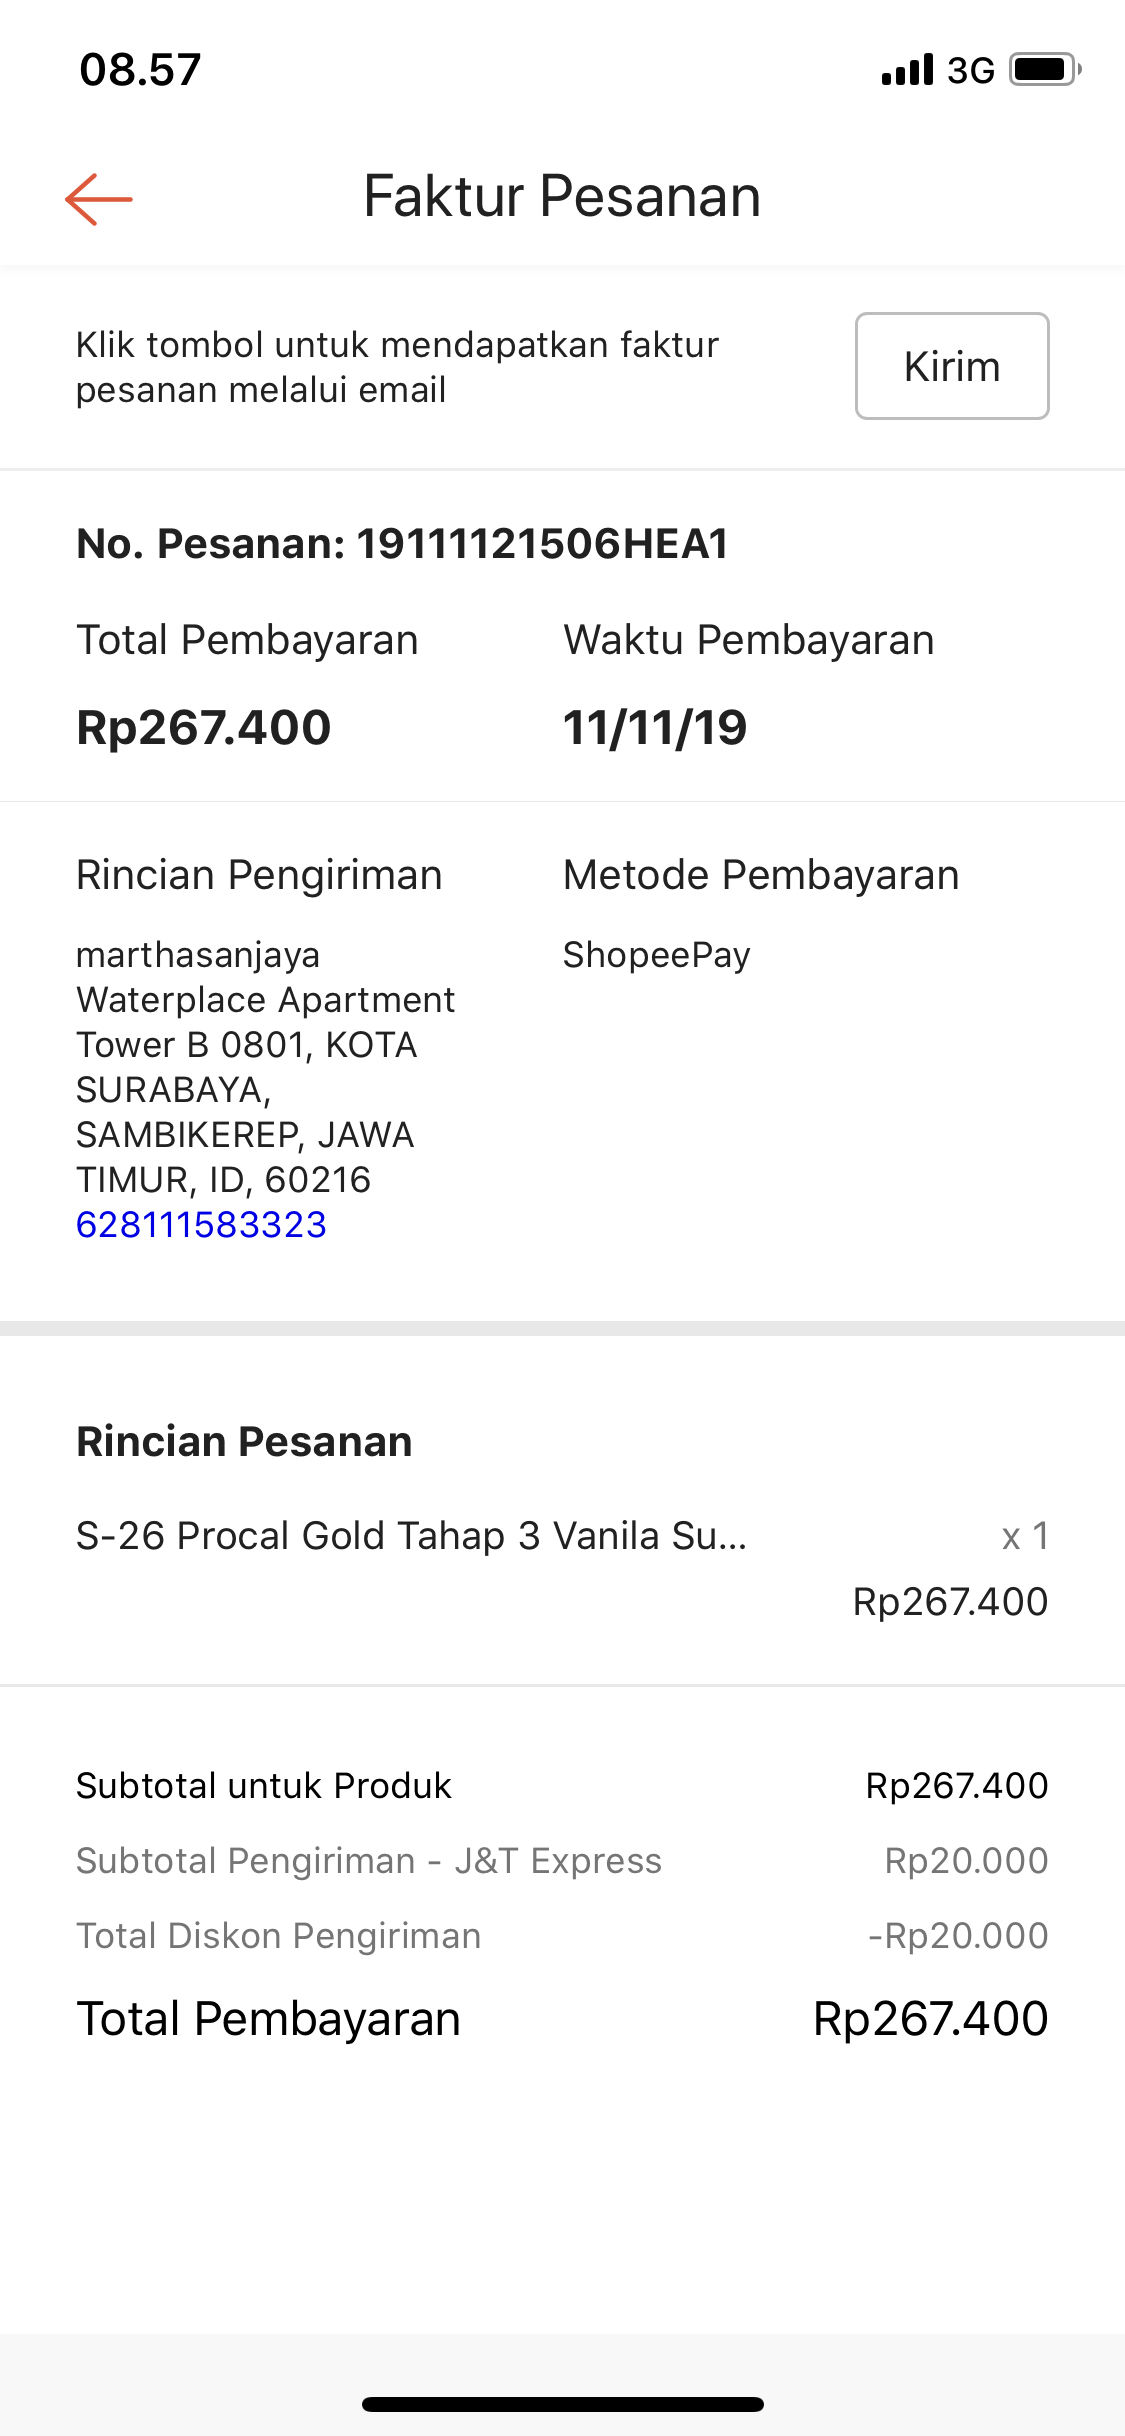 08.57
3G
Faktur Pesanan
Klik tombol untuk mendapatkan faktur
pesanan melalui email
Kirim
No. Pesanan: 19111121506HEA1
Total Pembayaran
Waktu Pembayaran
Rp267.400
11/11/19
Rincian Pengiriman
Metode Pembayaran
marthasanjaya
ShopeePay
Waterplace Apartment
Tower B 0801, KOTA
SURABAYA,
SAMBIKEREP, JAWA
TIMUR, ID, 60216
628111583323
Rincian Pesanan
S-26 Procal Gold Tahap 3 Vanila Su... x 1
Rp267.400
Subtotal untuk Produk Rp267.400
Subtotal Pengiriman - J&T Express Rp20.000
Total Diskon Pengiriman -Rp20.000
Total Pembayaran Rp267.400